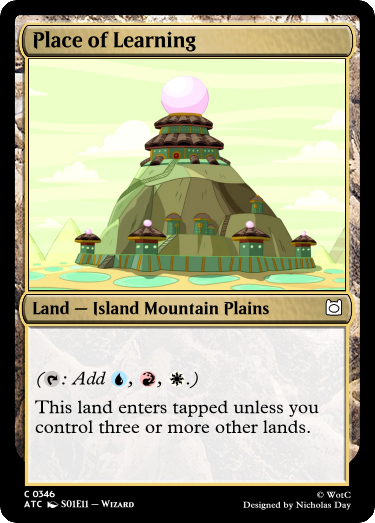 Place of Learning
Land — Island Mountain Plains
(: Add , , .)
This land enters tapped unless you
control three or more other lands.
C 0346
ATC S01E11 – Wizard
© WotC
Designed by Nicholas Day